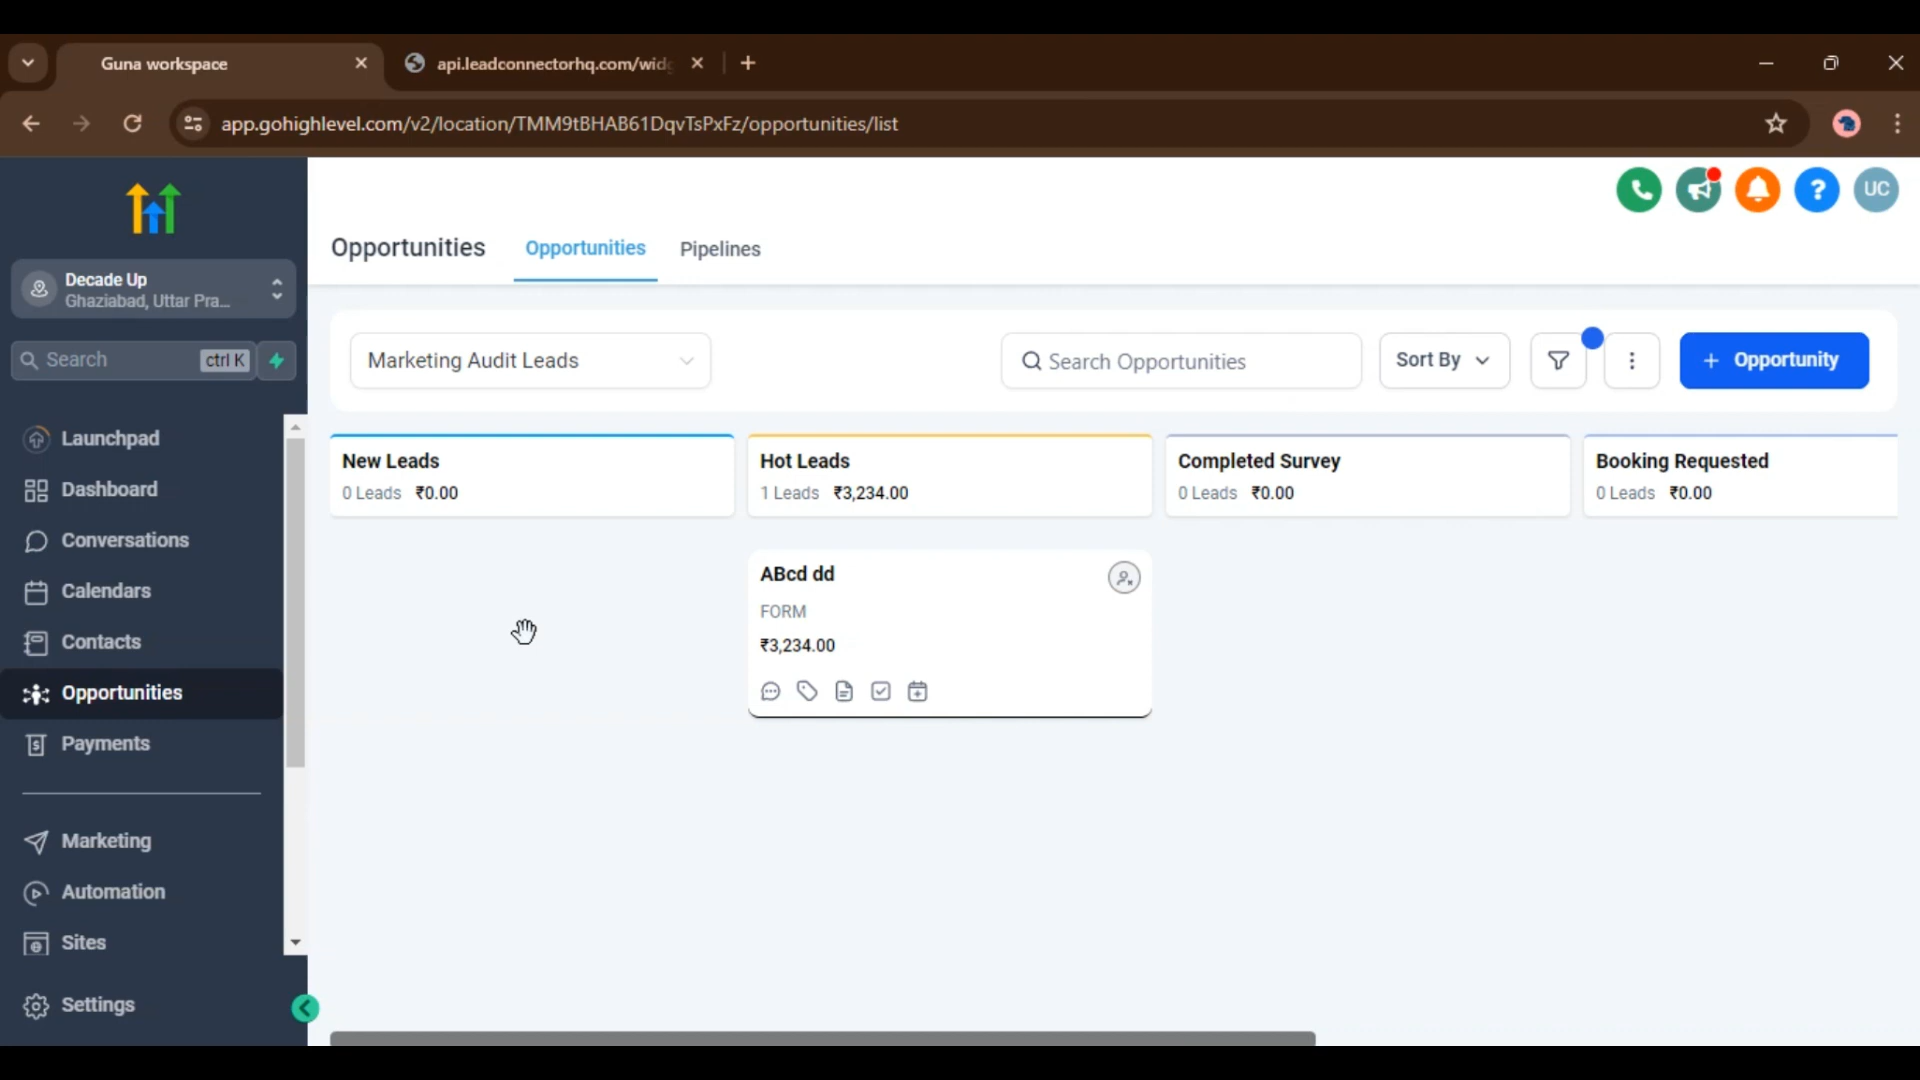 Guna workspace
api.leadconnectorhq.com/widg
app.gohighlevel.com/v2/location/TMM9tBHAB61DqvTsPxFz/opportunities/list
UC
Opportunities
Opportunities
Pipelines
Decade Up
Ghaziabad, Uttar Pra...
Search
ctrl K
Marketing Audit Leads
Search Opportunities
Sort By
+ Opportunity
Launchpad
Dashboard
Conversations
Calendars
Contacts
Opportunities
Payments
Marketing
Automation
Sites
Settings
New Leads
0 Leads ₹0.00
Hot Leads
1 Leads ₹3,234.00
Completed Survey
0 Leads ₹0.00
Booking Requested
0 Leads ₹0.00
ABcd dd
FORM
₹3,234.00